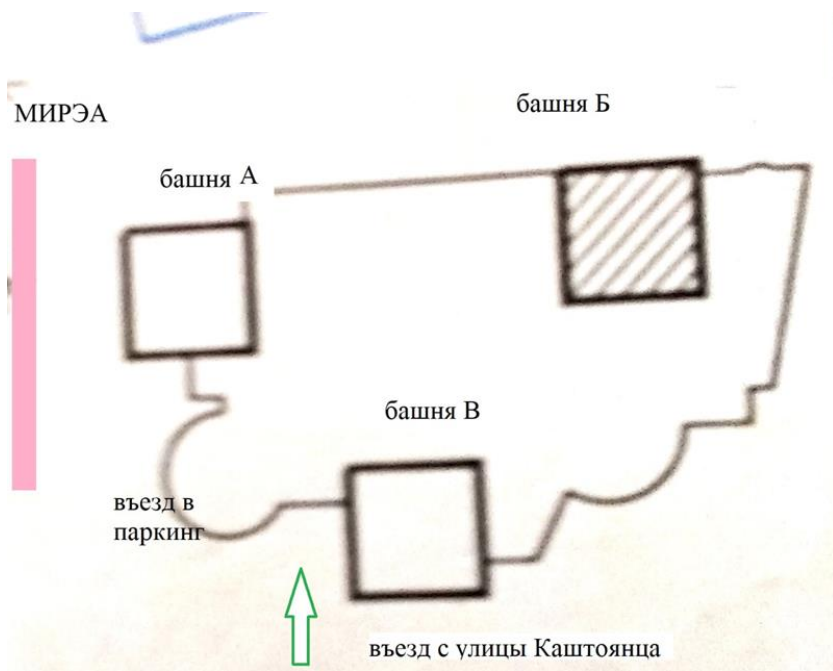 МИРЭА
башня Б
башня А
башня В
въезд в
паркинг
въезд с улицы Каштоянца